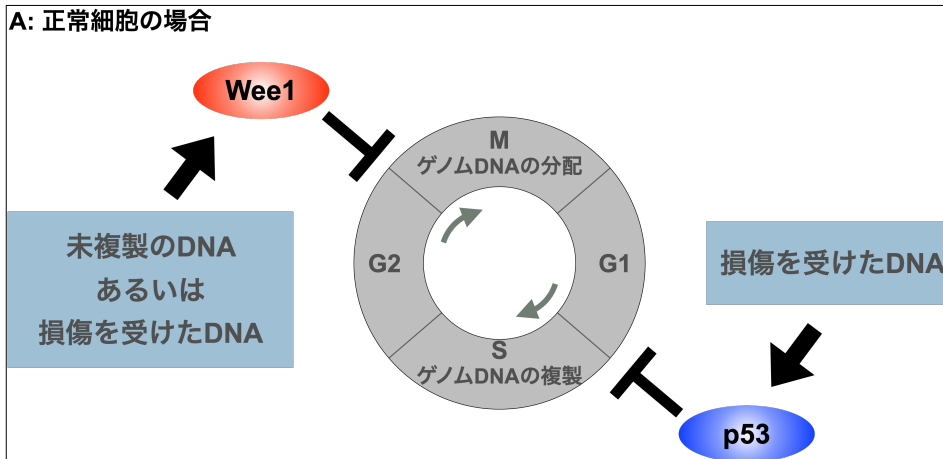 A: 正常細胞の場合
Wee1
M
ゲノムDNAの分配
未複製のDNA
あるいは
損傷を受けたDNA
G2
G1
損傷を受けたDNA
S
ゲノムDNAの複製
p53